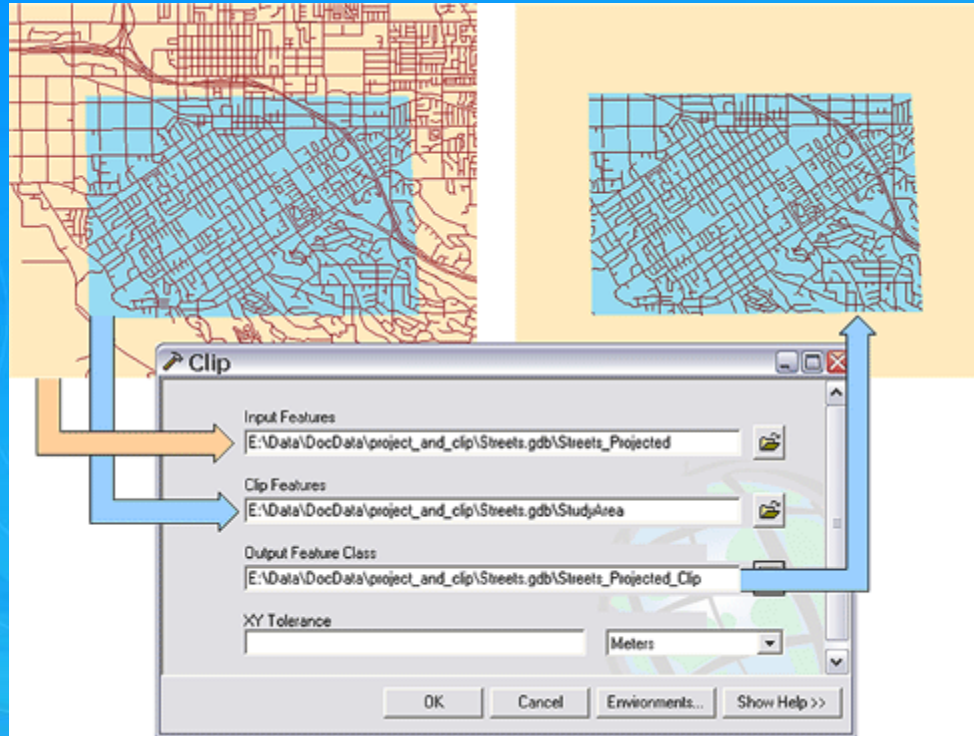 Clip
Input Features
E:\Data\DocData\project_and_clip\Streets.gdb\Streets_Projected
Clip Features
E:\Data\DocData\project_and_clip\Streets.gdb\StudyArea
Output Feature Class
E:\Data\DocData\project_and_clip\Streets.gdb\Streets_Projected_Clip
XY Tolerance
Meters
OK Cancel Environments... Show Help >>